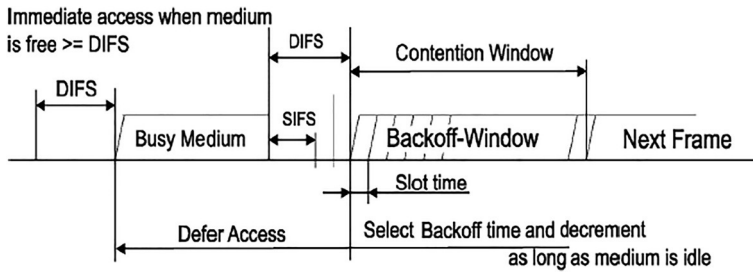 Immediate access when medium
is free >= DIFS
DIFS
Contention Window
DIFS
SIFS
Busy Medium
Backoff-Window
Next Frame
Slot time
Defer Access
Select Backoff time and decrement
as long as medium is idle